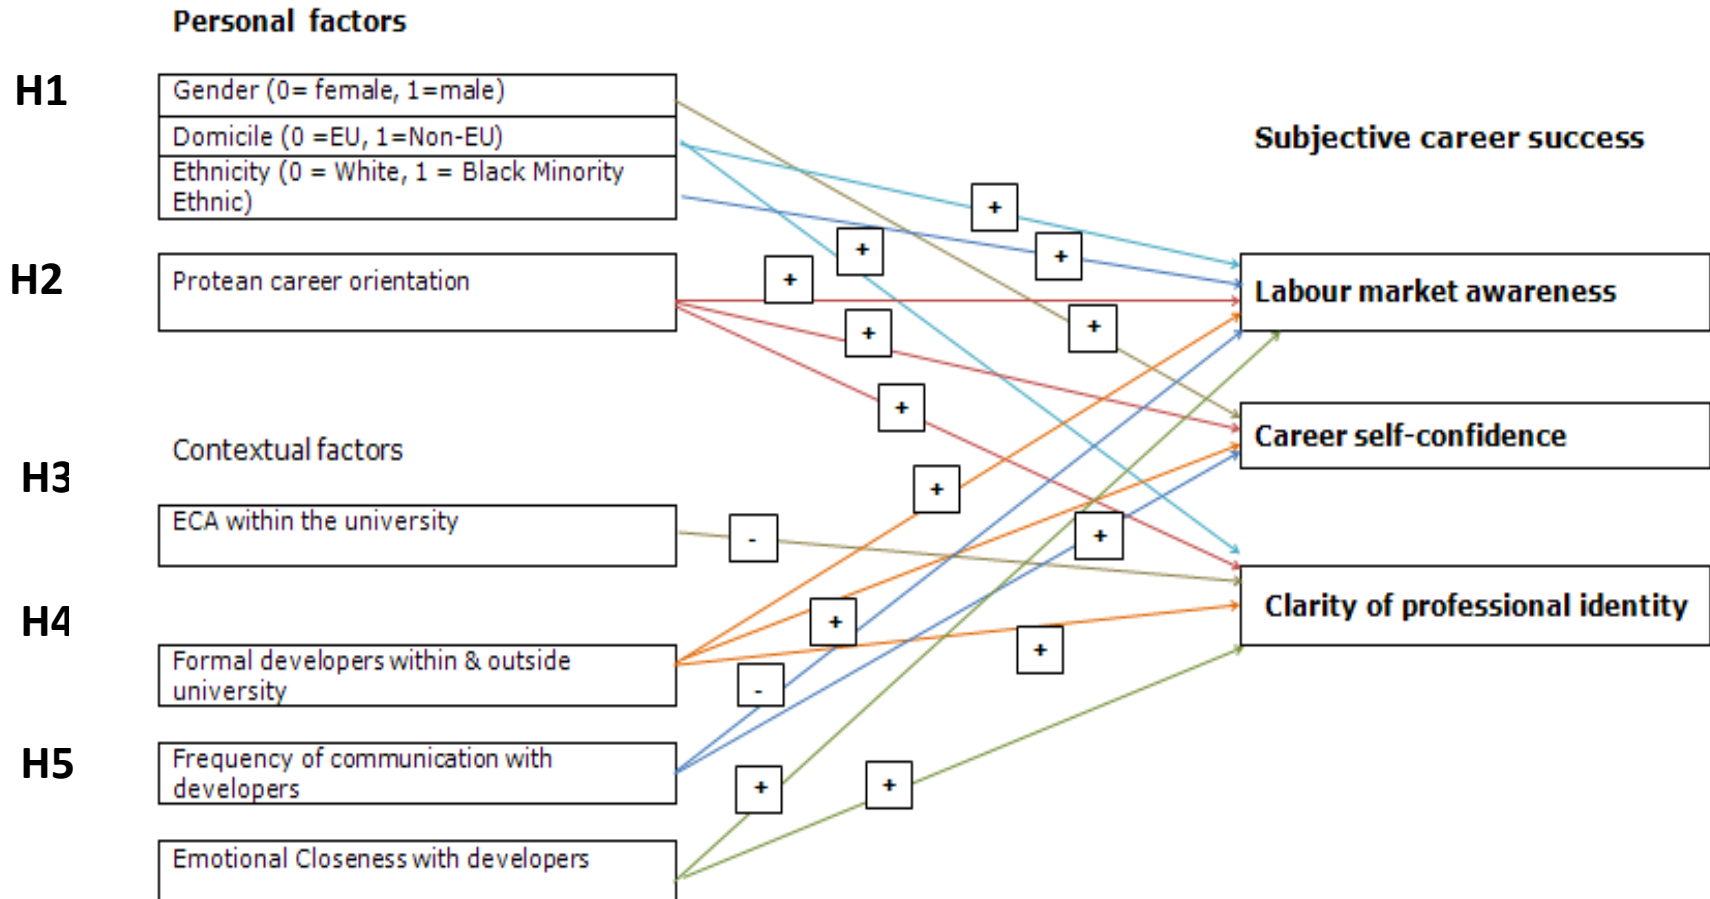 Personal factors
H1
Gender (0= female, 1=male)
Domicile (0 =EU, 1=Non-EU)
Ethnicity (0 = White, 1 = Black Minority
Ethnic)
Subjective career success
+
+
+
H2
Protean career orientation
+
+
+
+
Labour market awareness
Career self-confidence
Contextual factors
H3
ECA within the university
-
+
+
Clarity of professional identity
H4
Formal developers within & outside
university
+
+
-
H5
Frequency of communication with
developers
+
+
Emotional Closeness with developers